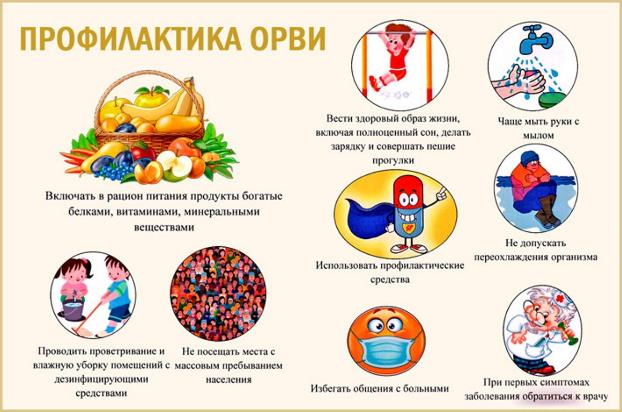 ПРОФИЛАКТИКА ОРВИ
Включать в рацион питания продукты богатые
белками, витаминами, минеральными
веществами
Вести здоровый образ жизни,
включая полноценный сон, делать
зарядку и совершать пешие
прогулки
Чаще мыть руки с
мылом
Использовать профилактические
средства
Не допускать
переохлаждения организма
Проводить проветривание и
влажную уборку помещений с
дезинфицирующими
средствами
Не посещать места с
массовым пребыванием
населения
Избегать общения с больными
При первых симптомах
заболевания обратиться к врачу